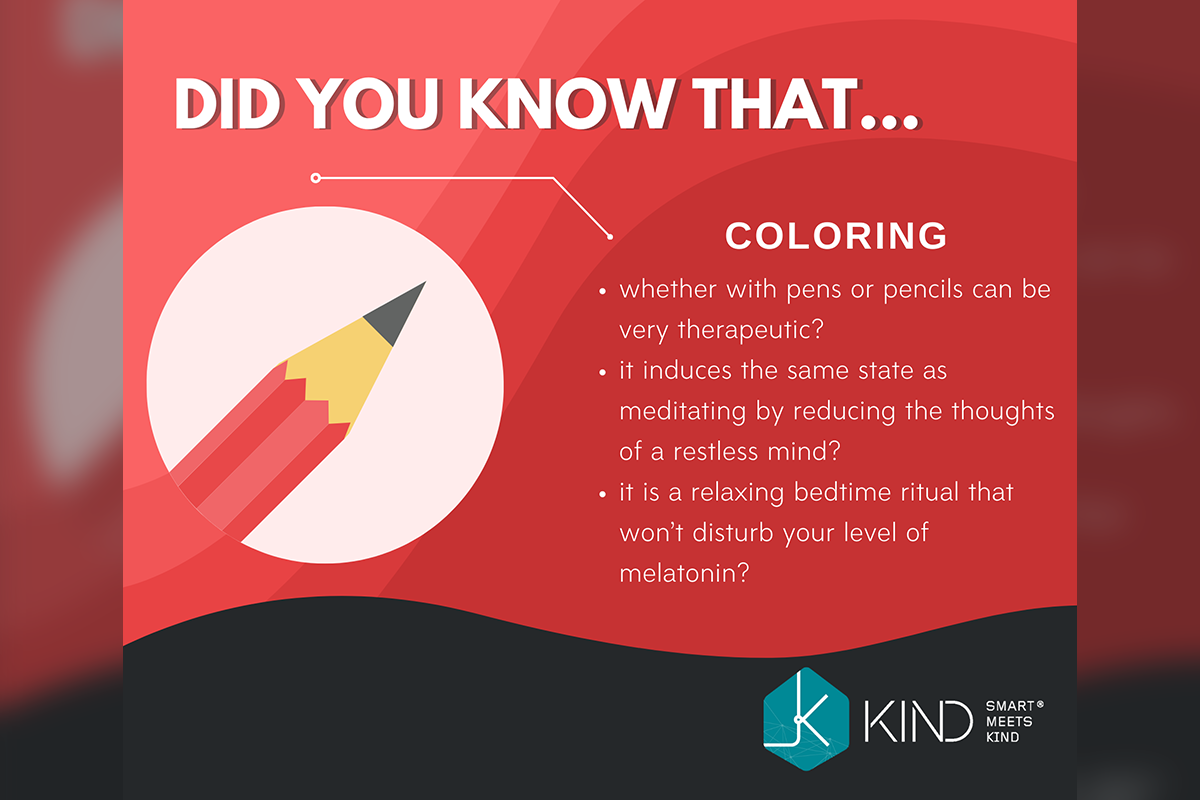 DID YOU KNOW THAT...
COLORING
• whether with pens or pencils can be
very therapeutic?
• it induces the same state as
meditating by reducing the thoughts
of a restless mind?
• it is a relaxing bedtime ritual that
won’t disturb your level of
melatonin?
K
KIND
SMART®
MEETS
KIND